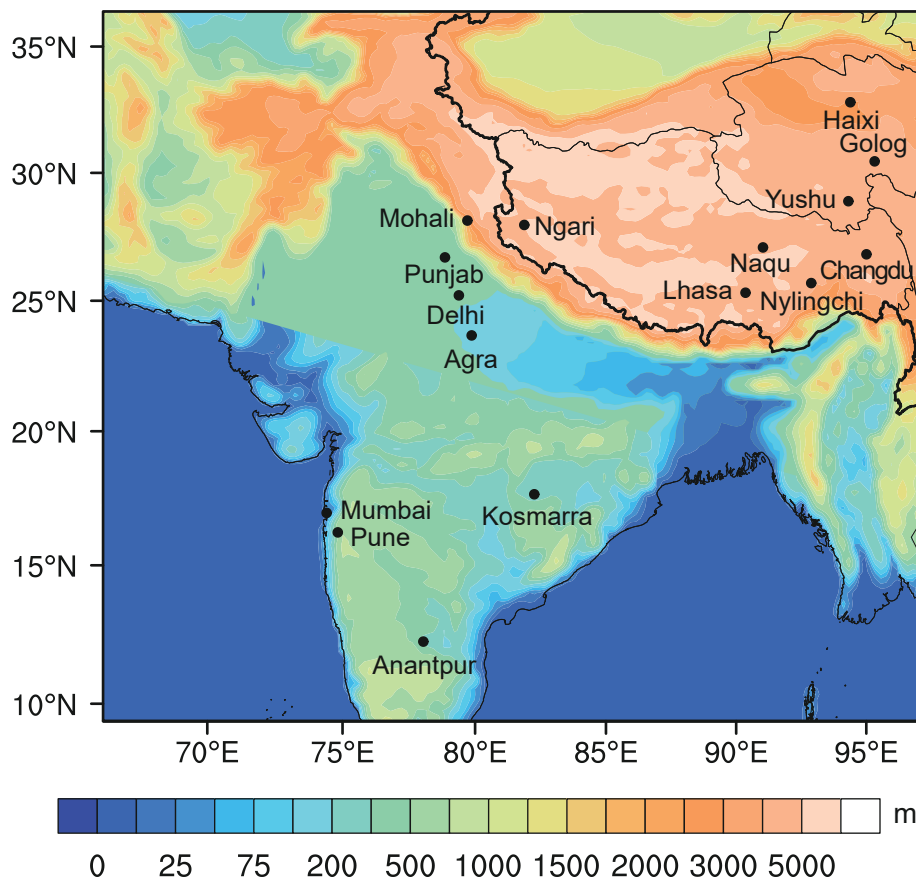 35°N
Haixi
Golog
30°N
Yushu
Mohali
Ngari
Naqu
Changdu
Punjab
Lhasa
Nylingchi
25°N
Delhi
Agra
20°N
Mumbai
Kosmarra
Pune
15°N
Anantpur
10°N
70°E 75°E 80°E 85°E 90°E 95°E
m
0 25 75 200 500 1000 1500 2000 3000 5000